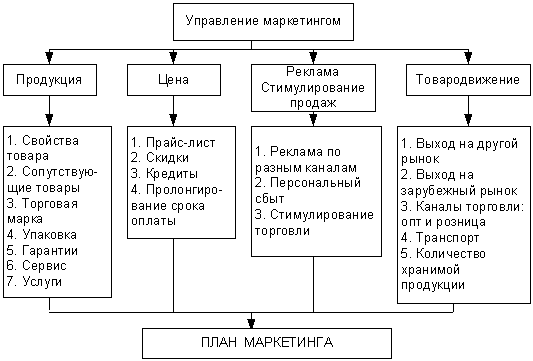 Управление маркетингом
Продукция
Цена
Реклама
Стимулирование
продаж
Товародвижение
1. Свойства
товара
2. Сопутствую-
щие товары
3. Торговая
марка
4. Упаковка
5. Гарантии
6. Сервис
7. Услуги
1. Прайс-лист
2. Скидки
3. Кредиты
4. Пролонгиро-
вание срока
оплаты
1. Реклама по
разным каналам
2. Персональный
сбыт
3. Стимулирование
торговли
1. Выход на другой
рынок
2. Выход на
зарубежный рынок
3. Каналы торговли:
опт и розница
4. Транспорт
5. Количество
хранимой
продукции
ПЛАН МАРКЕТИНГА